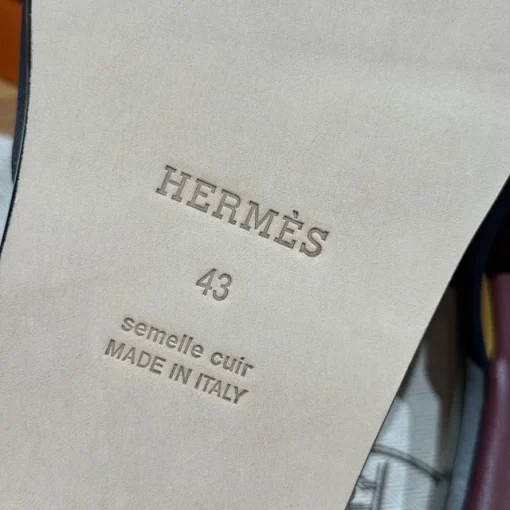 HERMÈS
43
semelle cuir
MADE IN ITALY